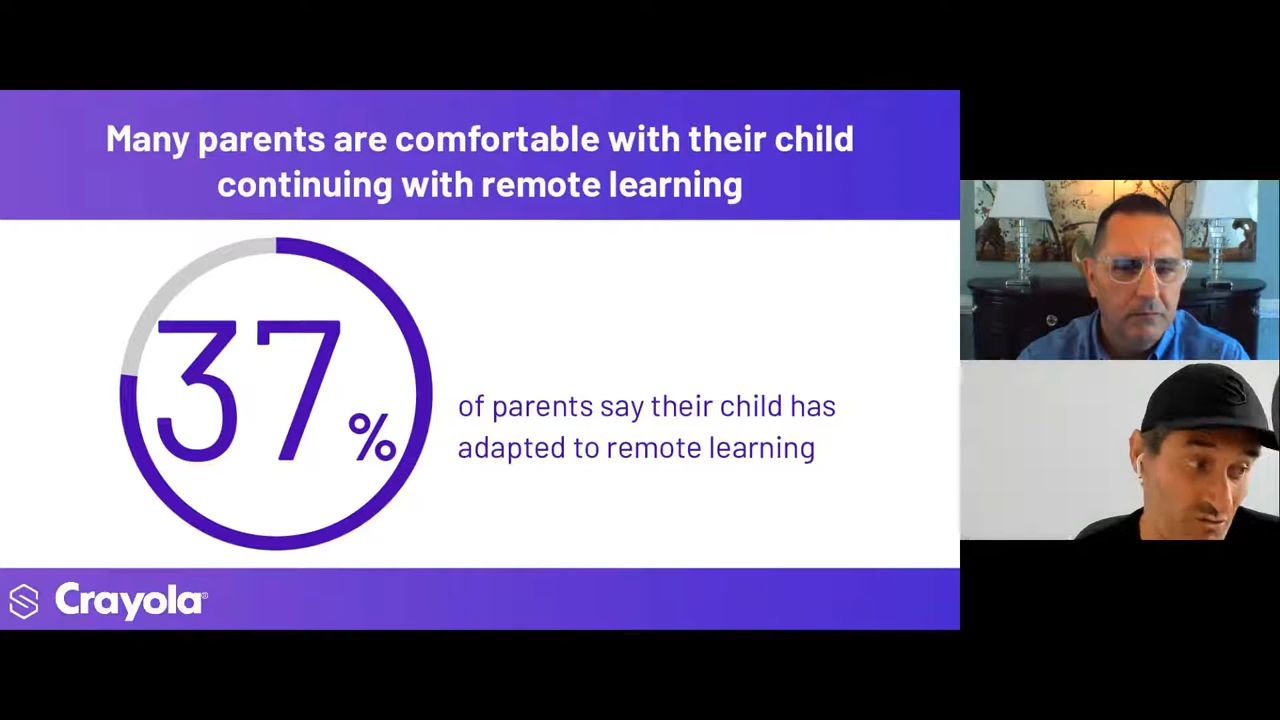 Many parents are comfortable with their child
continuing with remote learning
37%
of parents say their child has
adapted to remote learning
Crayola®